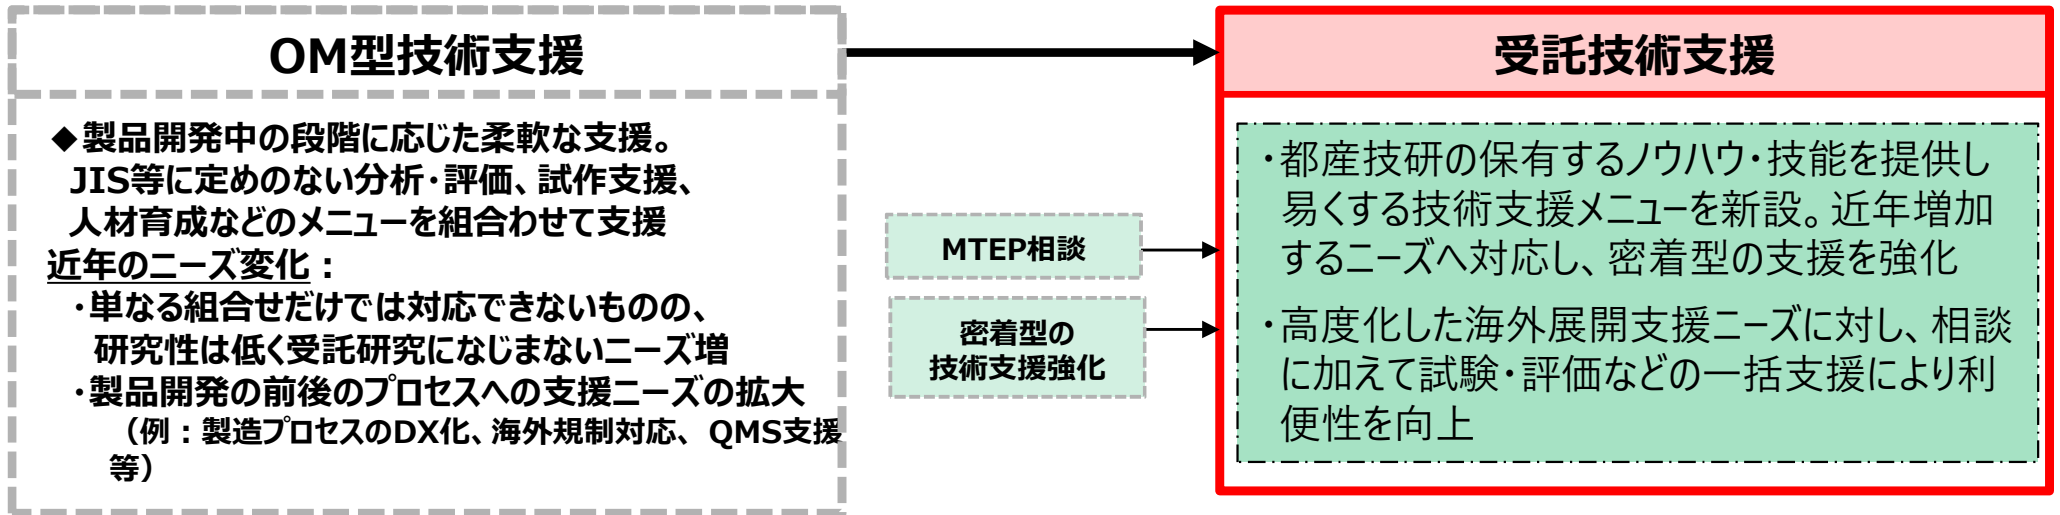 OM型技術支援
◆製品開発中の段階に応じた柔軟な支援。
JIS等に定めのない分析・評価、試作支援、
人材育成などのメニューを組合わせて支援
近年のニーズ変化：
・単なる組合せだけでは対応できないものの、
研究性は低く受託研究になじまないニーズ増
・製品開発の前後のプロセスへの支援ニーズの拡大
（例：製造プロセスのDX化、海外規制対応、QMS支援
等）
MTEP相談
密着型の
技術支援強化
受託技術支援
・都産技研の保有するノウハウ・技能を提供し
易くする技術支援メニューを新設。近年増加
するニーズへ対応し、密着型の支援を強化
・高度化した海外展開支援ニーズに対し、相談
に加えて試験・評価などの一括支援により利
便性を向上